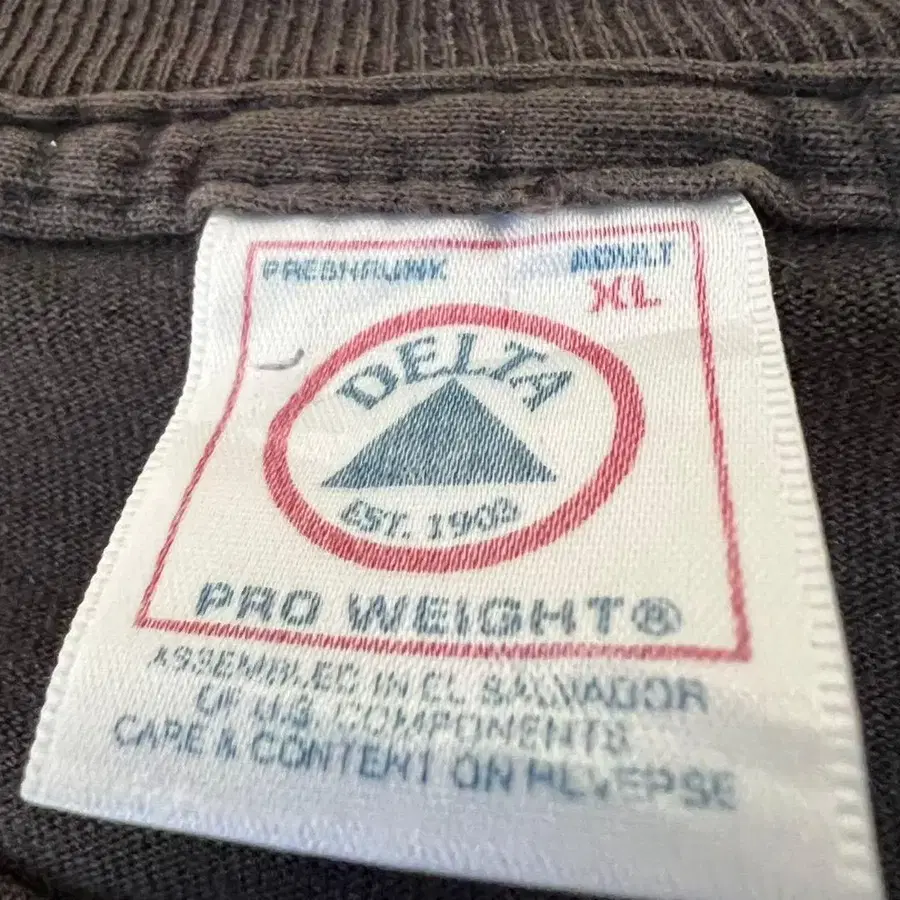 PRESHRUNK ADULT
XL
DELTA
EST. 1903
PRO WEIGHT®
ASSEMBLED IN EL SALVADOR
OF U.S. COMPONENTS
CARE & CONTENT ON REVERSE